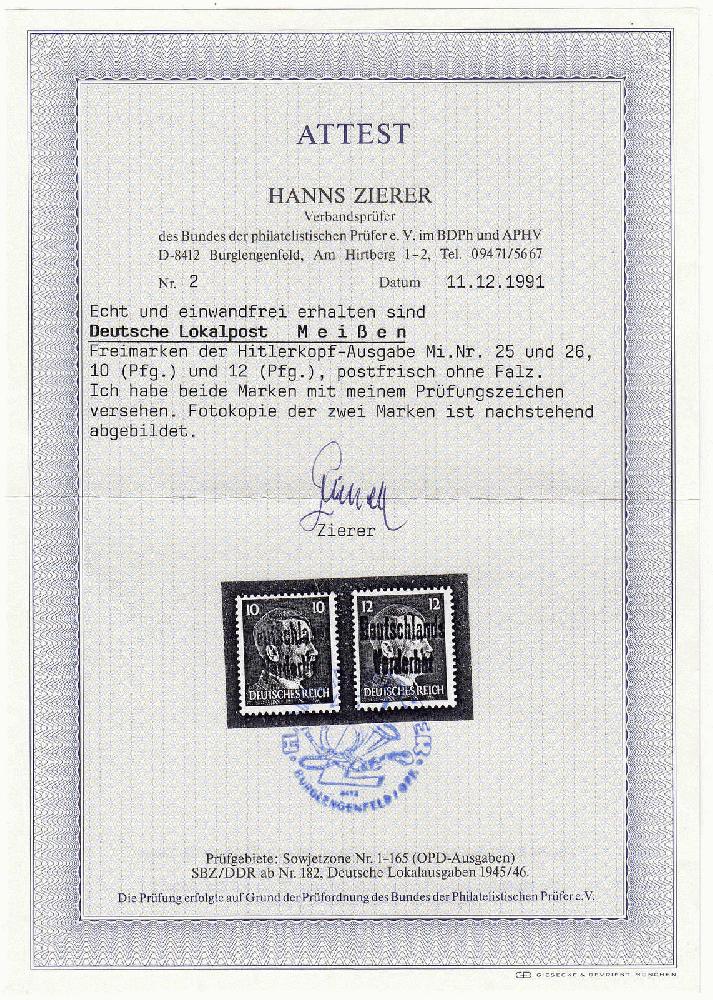 ATTEST
HANNS ZIERER
Verbandsprüfer
des Bundes der philatelistischen Prüfer e. V. im BDPh und APHV
D-8412 Burglengenfeld, Am Hirtberg 1-2, Tel. 09471/5667
Nr. 2 Datum 11.12.1991
Echt und einwandfrei erhalten sind
Deutsche Lokalpost M e i ß e n
Freimarken der Hitlerkopf-Ausgabe Mi.Nr. 25 und 26,
10 (Pfg.) und 12 (Pfg.), postfrisch ohne Falz.
Ich habe beide Marken mit meinem Prüfungszeichen
versehen. Fotokopie der zwei Marken ist nachstehend
abgebildet.
Zierer
10 10 12 12
Deutschlands
Verderber
DEUTSCHES REICH DEUTSCHES REICH
BURGLENGENFELD/OPF.
Prüfgebiete: Sowjetzone Nr. 1-165 (OPD-Ausgaben)
SBZ/DDR ab Nr. 182, Deutsche Lokalausgaben 1945/46.
Die Prüfung erfolgte auf Grund der Prüfordnung des Bundes der Philatelistischen Prüfer e.V.
GIESECKE & DEVRIENT MÜNCHEN